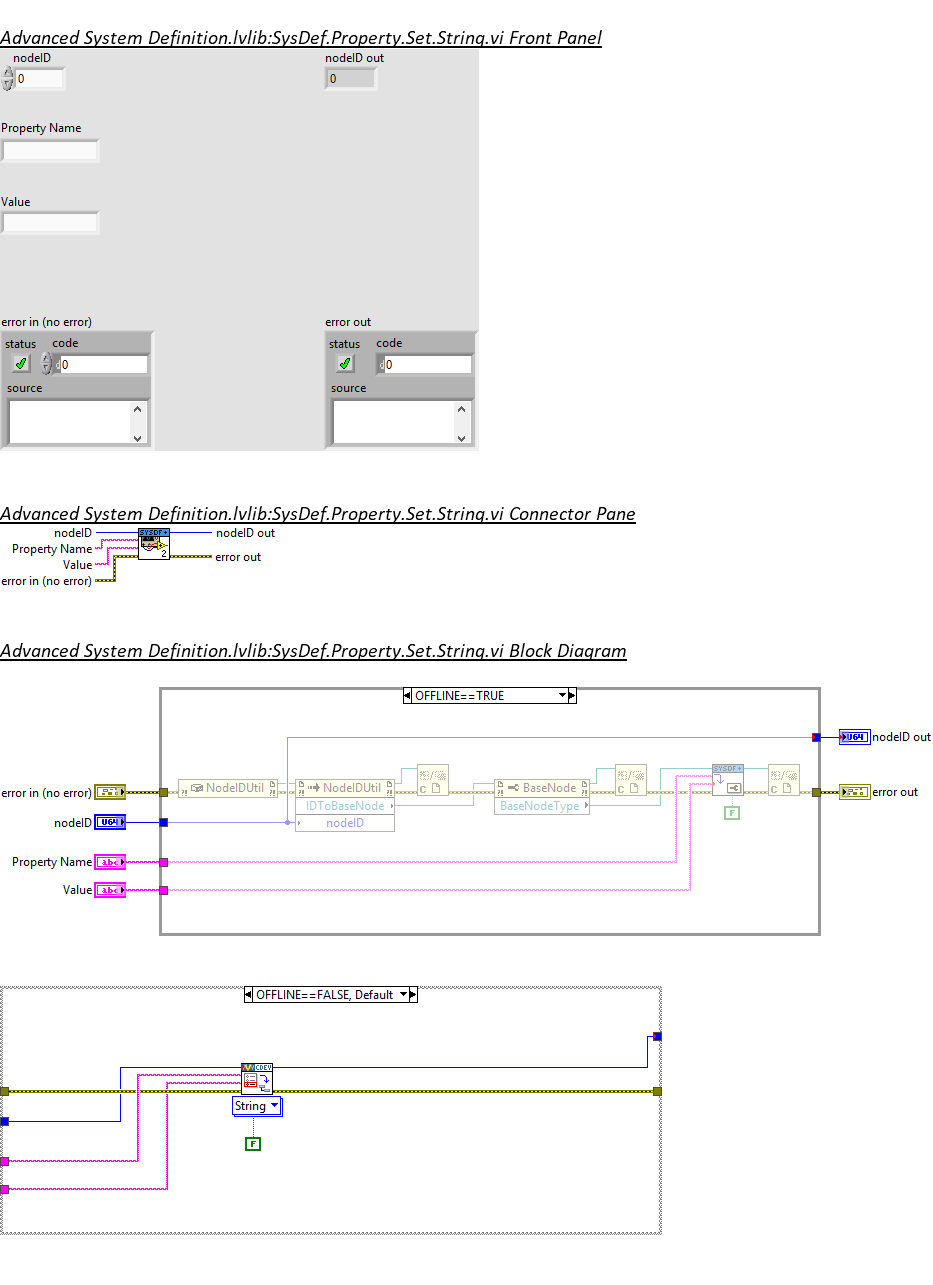 Advanced System Definition.lvlib:SysDef.Property.Set.String.vi Front Panel
nodeID nodeID out
0 0
Property Name
Value
error in (no error) error out
status code status code
0 0
source source
Advanced System Definition.lvlib:SysDef.Property.Set.String.vi Connector Pane
nodeID SYSDF+ nodeID out
Property Name
Value 2 error out
error in (no error)
Advanced System Definition.lvlib:SysDef.Property.Set.String.vi Block Diagram
OFFLINE==TRUE
U64 nodeID out
SYSDF+
error in (no error) NodeIDUtil NodeIDUtil BaseNode error out
IDToBaseNode BaseNodeType
nodeID U64 nodeID F
Property Name abc
Value abc
OFFLINE==FALSE, Default
CDEV
String
F